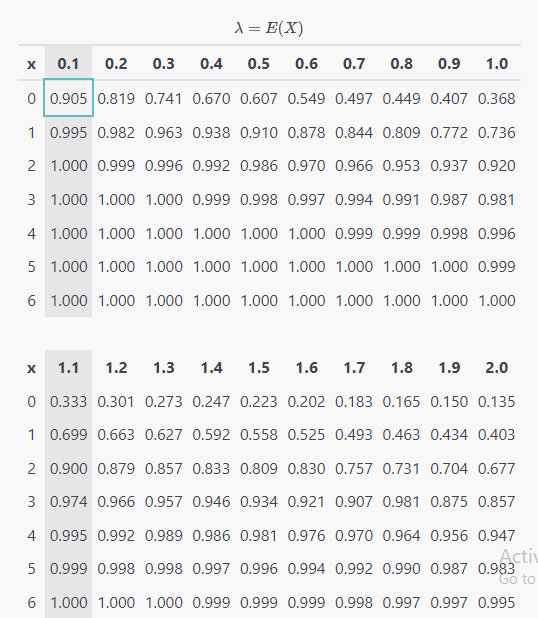 λ = E(X)
x 0.1 0.2 0.3 0.4 0.5 0.6 0.7 0.8 0.9 1.0
0 0.905 0.819 0.741 0.670 0.607 0.549 0.497 0.449 0.407 0.368
1 0.995 0.982 0.963 0.938 0.910 0.878 0.844 0.809 0.772 0.736
2 1.000 0.999 0.996 0.992 0.986 0.970 0.966 0.953 0.937 0.920
3 1.000 1.000 1.000 0.999 0.998 0.997 0.994 0.991 0.987 0.981
4 1.000 1.000 1.000 1.000 1.000 1.000 0.999 0.999 0.998 0.996
5 1.000 1.000 1.000 1.000 1.000 1.000 1.000 1.000 1.000 0.999
6 1.000 1.000 1.000 1.000 1.000 1.000 1.000 1.000 1.000 1.000
x 1.1 1.2 1.3 1.4 1.5 1.6 1.7 1.8 1.9 2.0
0 0.333 0.301 0.273 0.247 0.223 0.202 0.183 0.165 0.150 0.135
1 0.699 0.663 0.627 0.592 0.558 0.525 0.493 0.463 0.434 0.403
2 0.900 0.879 0.857 0.833 0.809 0.830 0.757 0.731 0.704 0.677
3 0.974 0.966 0.957 0.946 0.934 0.921 0.907 0.981 0.875 0.857
4 0.995 0.992 0.989 0.986 0.981 0.976 0.970 0.964 0.956 0.947
Activ
5 0.999 0.998 0.998 0.997 0.996 0.994 0.992 0.990 0.987 0.983
Go to
6 1.000 1.000 1.000 0.999 0.999 0.999 0.998 0.997 0.997 0.995